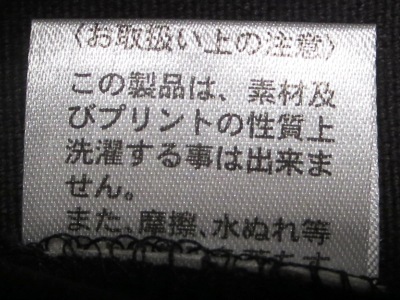 〈お取扱い上の注意〉
この製品は、素材及
びプリントの性質上
洗濯する事は出来ま
せん。
また、摩擦、水ぬれ等